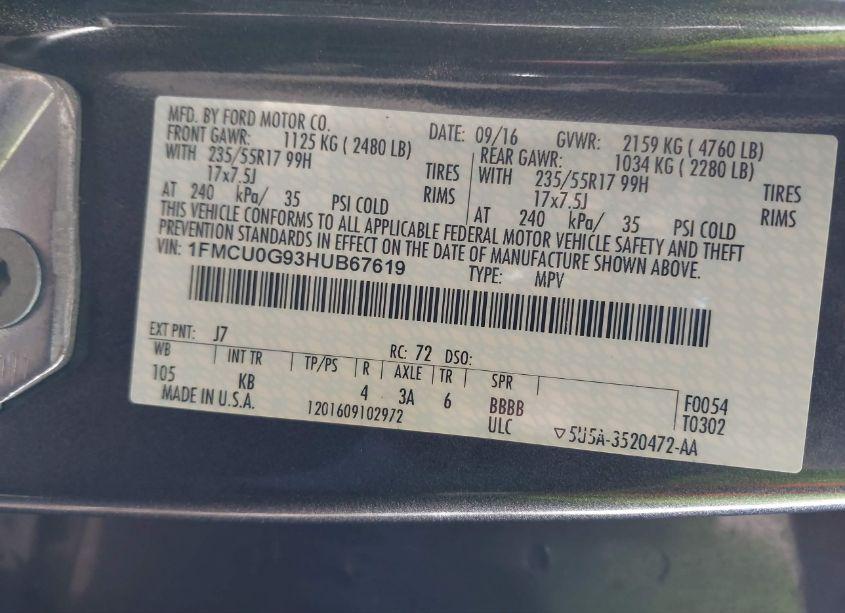 MFD. BY FORD MOTOR CO. DATE: 09/16 GVWR: 2159 KG ( 4760 LB)
FRONT GAWR: 1125 KG ( 2480 LB) REAR GAWR: 1034 KG ( 2280 LB)
WITH 235/55R17 99H TIRES WITH 235/55R17 99H TIRES
17x7.5J RIMS 17x7.5J RIMS
AT 240 kPa/ 35 PSI COLD AT 240 kPa/ 35 PSI COLD
THIS VEHICLE CONFORMS TO ALL APPLICABLE FEDERAL MOTOR VEHICLE SAFETY AND THEFT
PREVENTION STANDARDS IN EFFECT ON THE DATE OF MANUFACTURE SHOWN ABOVE.
VIN: 1FMCU0G93HUB67619 TYPE: MPV
EXT PNT: J7 RC: 72 DSO:
WB INT TR TP/PS R AXLE TR SPR
105 KB 4 3A 6 BBBB F0054
MADE IN U.S.A. 1201609102972 ULC T0302
▽5U5A-3520472-AA